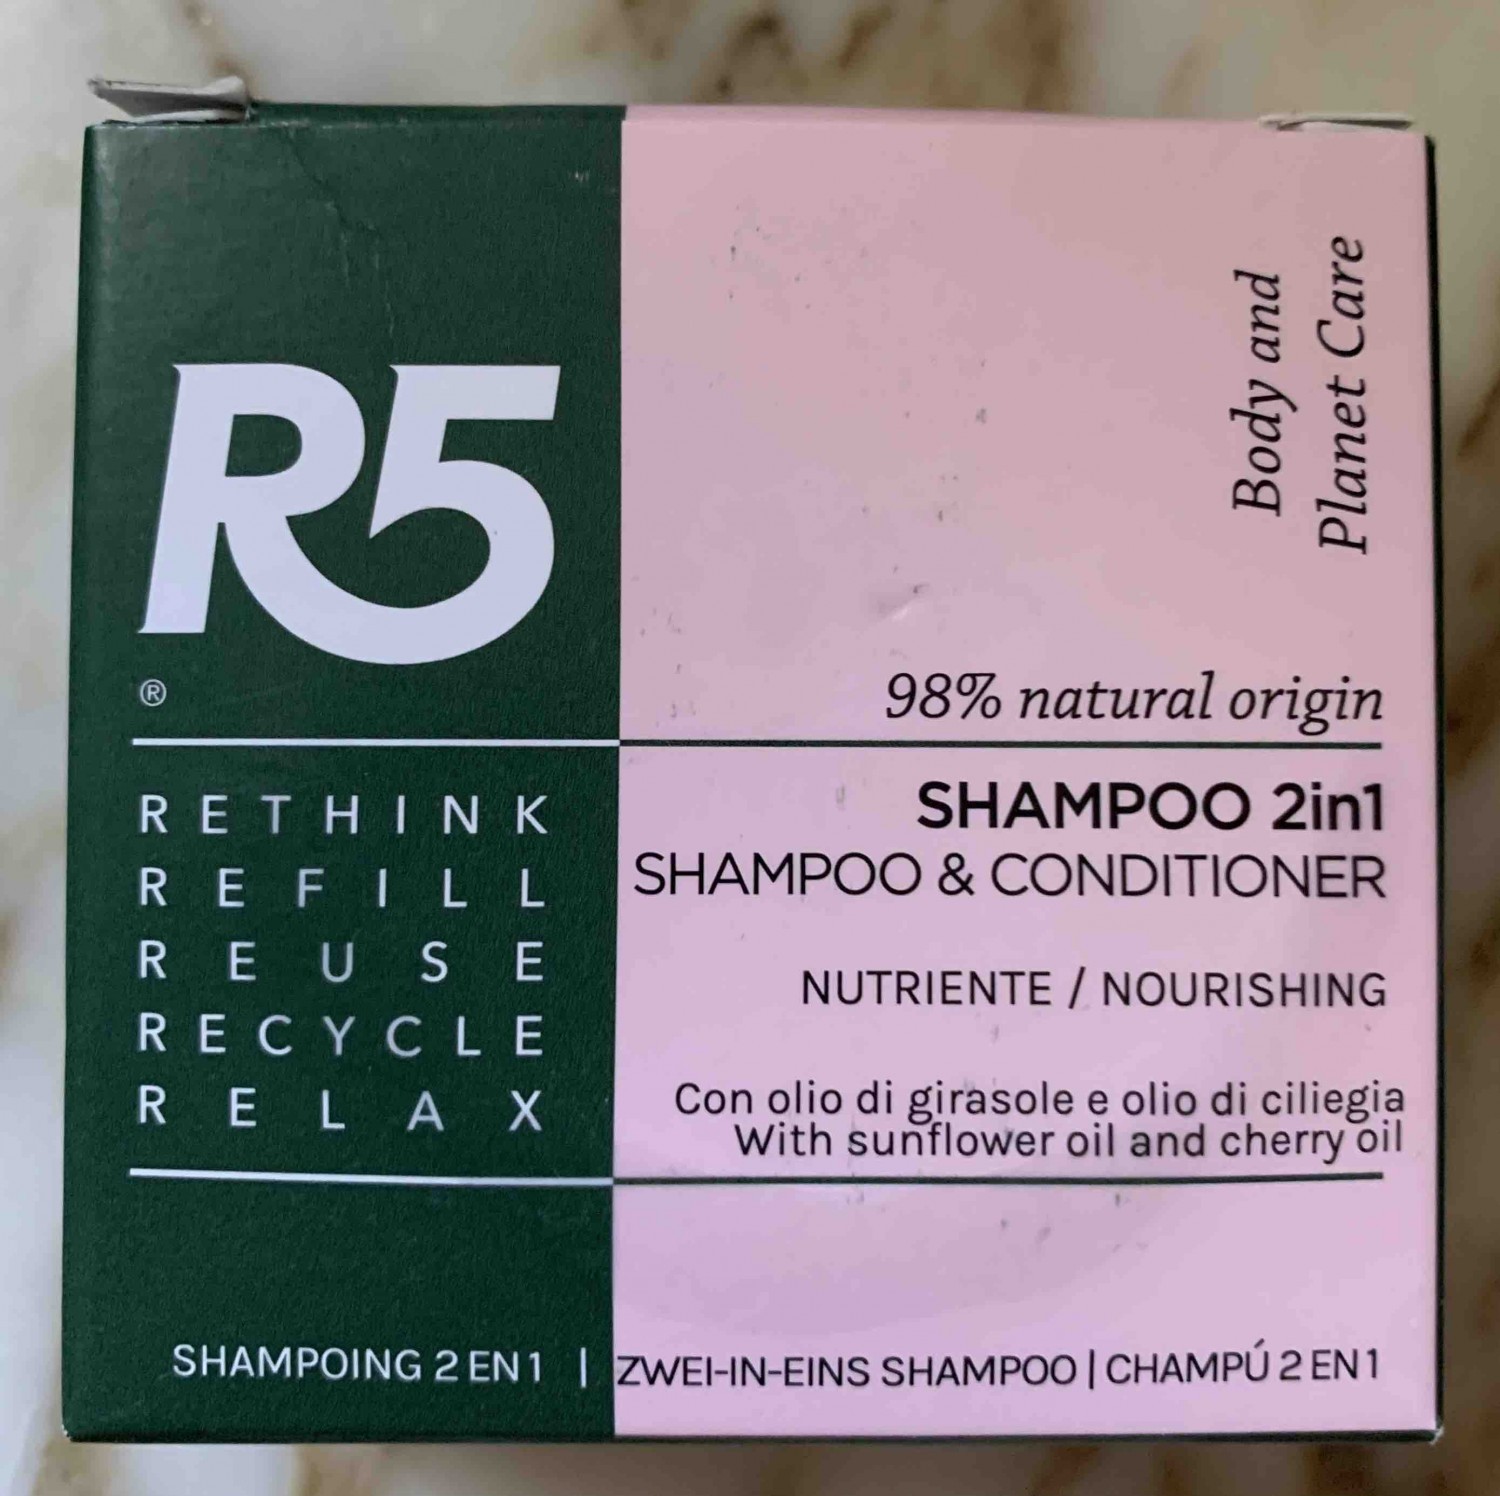 R5
®
RETHINK
REFILL
REUSE
RECYCLE
RELAX
Body and
Planet Care
98% natural origin
SHAMPOO 2in1
SHAMPOO & CONDITIONER
NUTRIENTE / NOURISHING
Con olio di girasole e olio di ciliegia
With sunflower oil and cherry oil
SHAMPOING 2 EN 1 | ZWEI-IN-EINS SHAMPOO | CHAMPÚ 2 EN 1